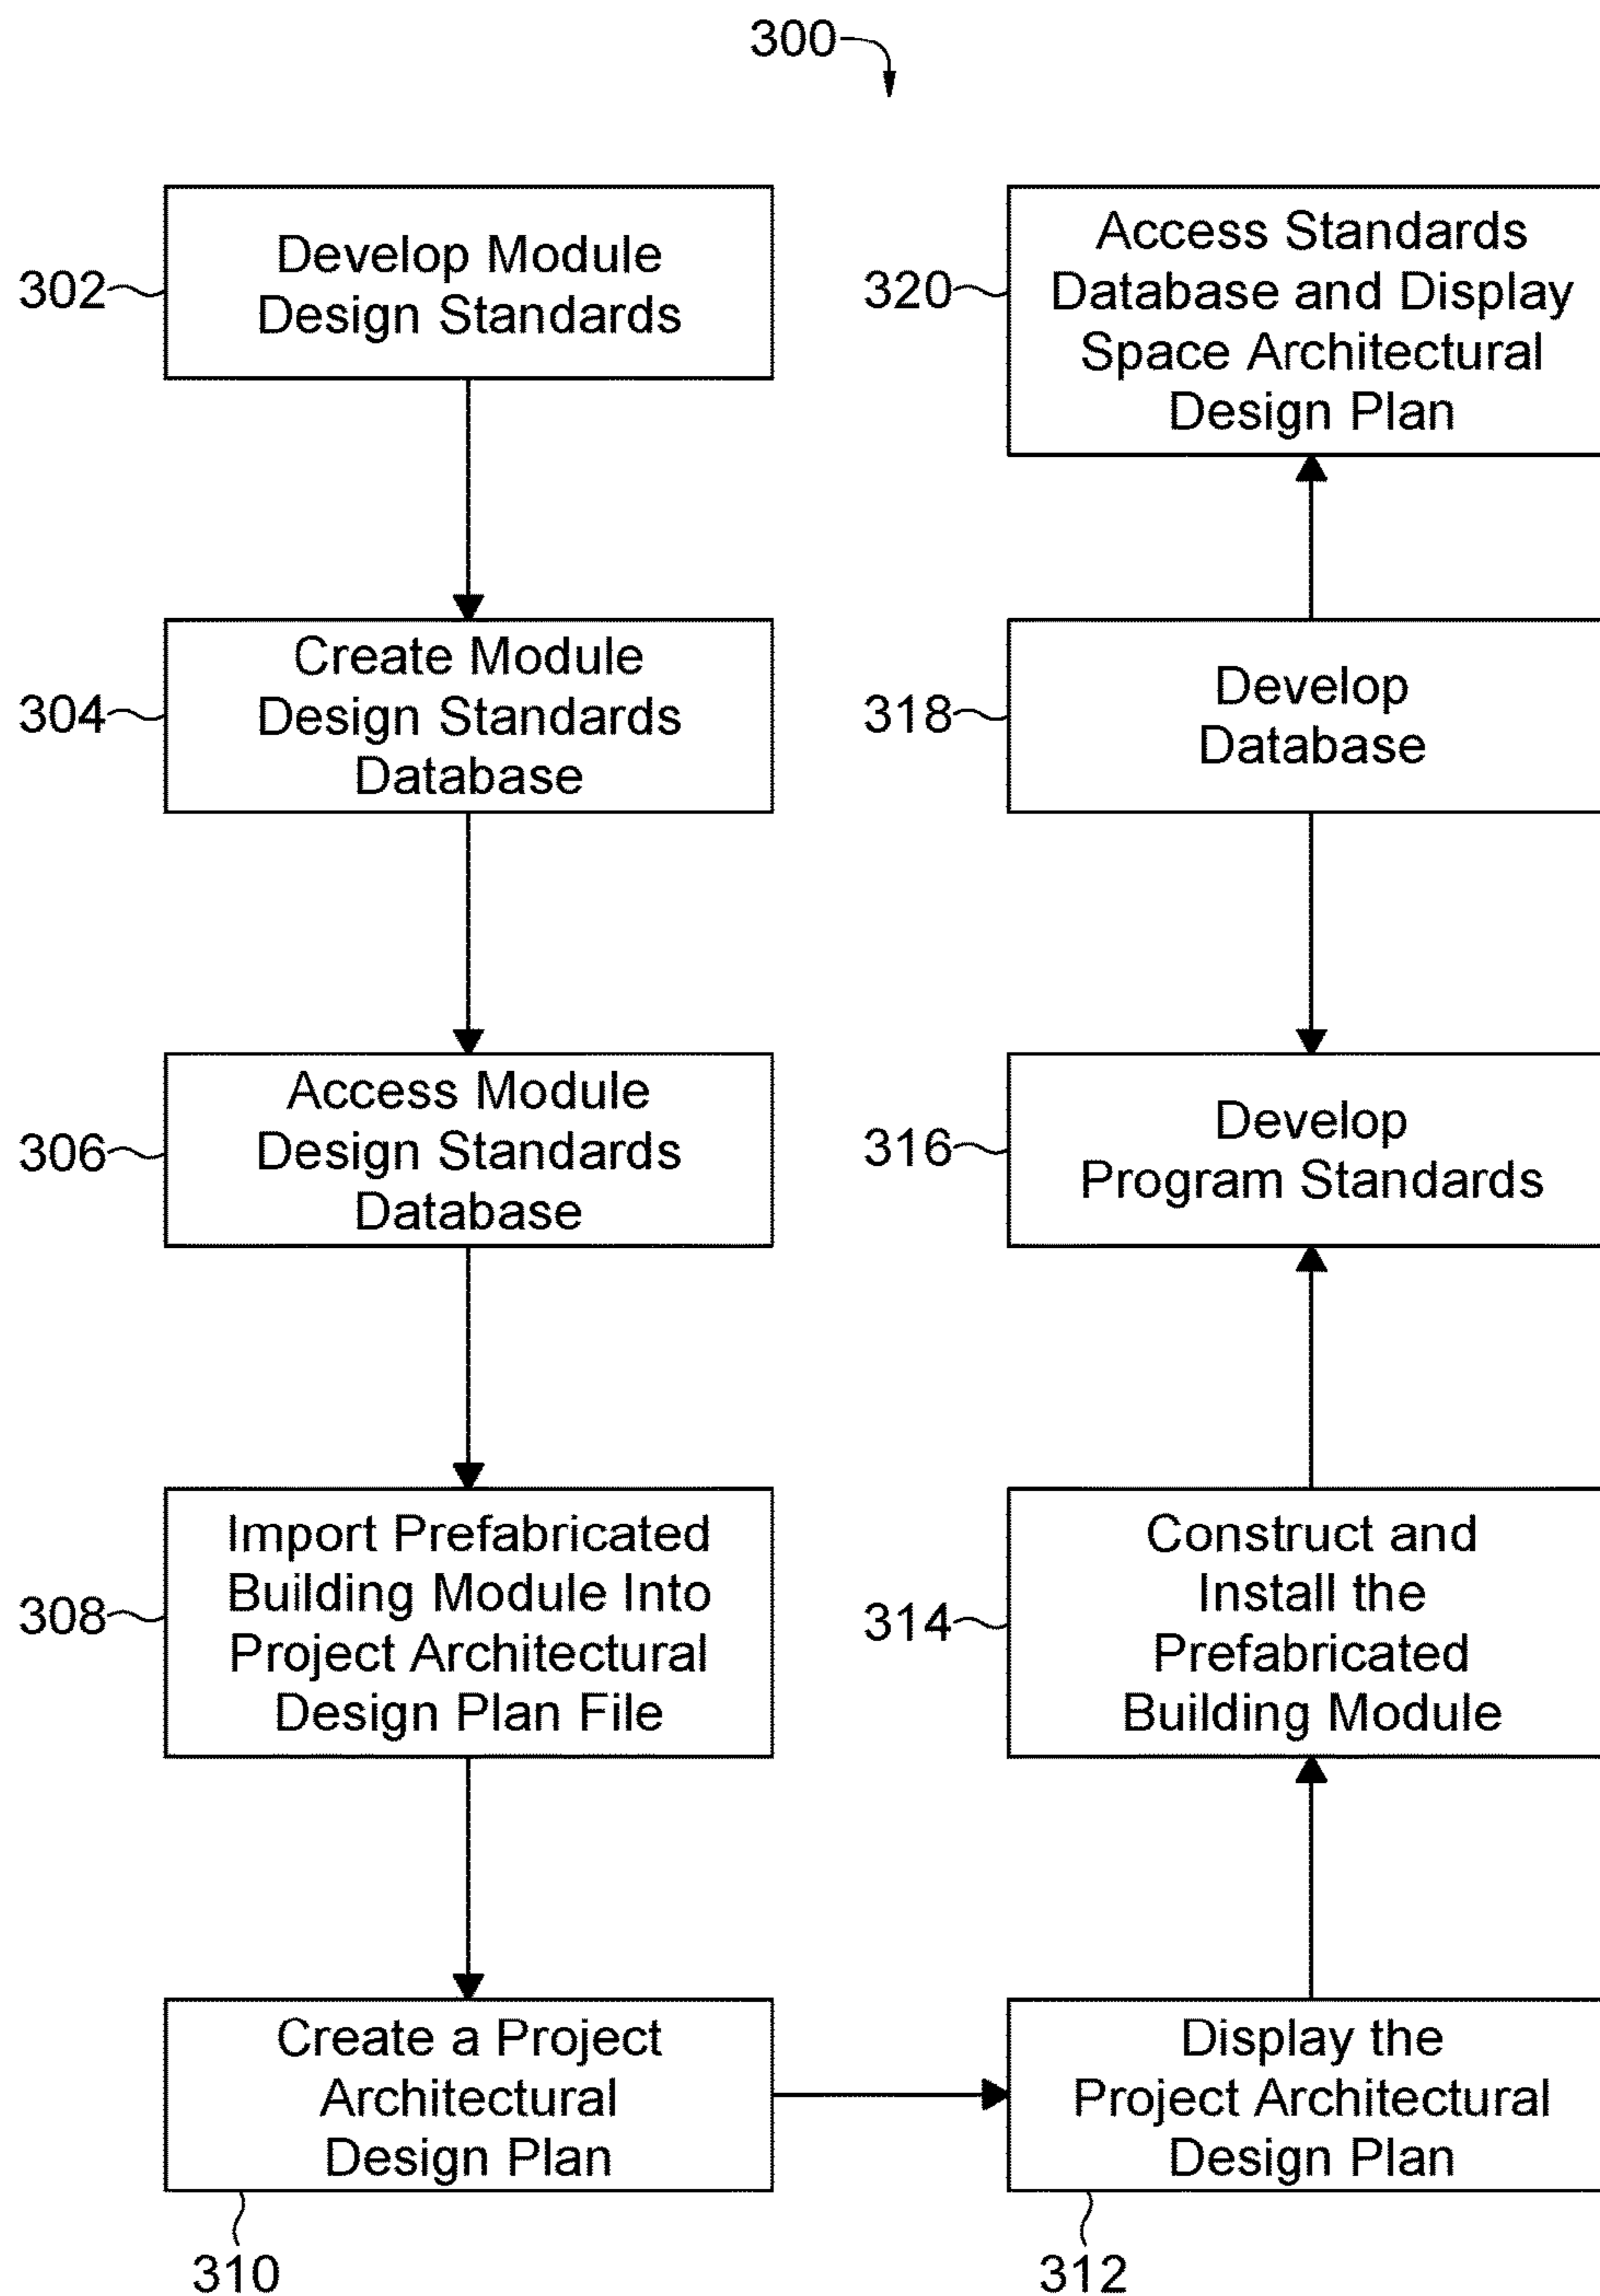 300
302
Develop Module
Design Standards
304
Create Module
Design Standards
Database
306
Access Module
Design Standards
Database
308
Import Prefabricated
Building Module Into
Project Architectural
Design Plan File
Create a Project
Architectural
Design Plan
310
Display the
Project Architectural
Design Plan
312
314
Construct and
Install the
Prefabricated
Building Module
316
Develop
Program Standards
318
Develop
Database
320
Access Standards
Database and Display
Space Architectural
Design Plan